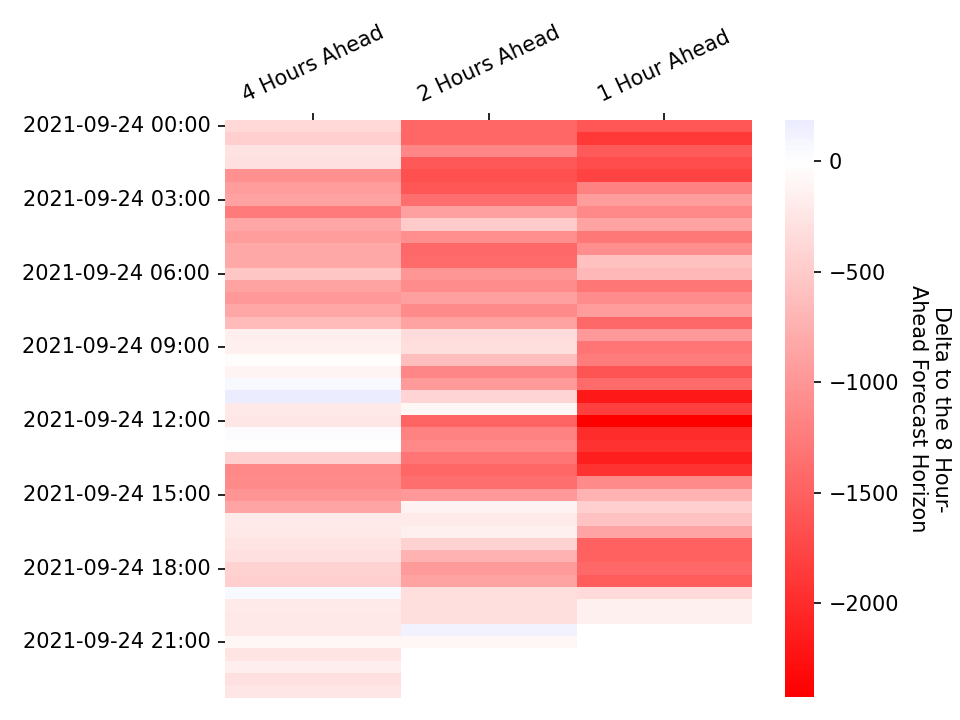 4 Hours Ahead
2 Hours Ahead
1 Hour Ahead
2021-09-24 00:00
2021-09-24 03:00
2021-09-24 06:00
2021-09-24 09:00
2021-09-24 12:00
2021-09-24 15:00
2021-09-24 18:00
2021-09-24 21:00
0
−500
−1000
−1500
−2000
Delta to the 8 Hour-
Ahead Forecast Horizon